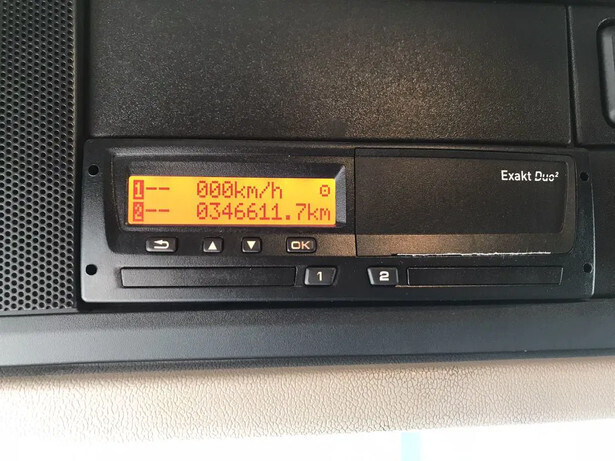 Exakt Duo²
1-- 000km/h
2-- 0346611.7km
OK
1 2